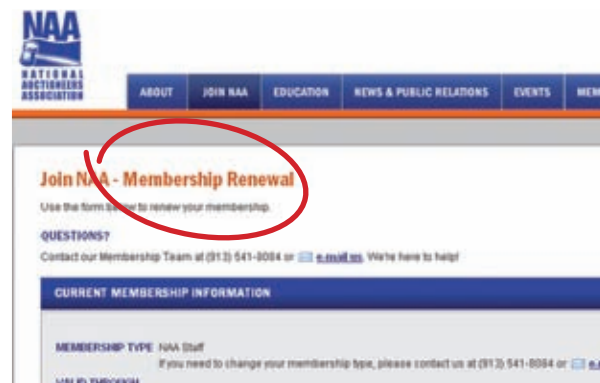 NAA
NATIONAL
AUCTIONEERS
ASSOCIATION
ABOUT JOIN NAA EDUCATION NEWS & PUBLIC RELATIONS EVENTS MEM
Join NAA - Membership Renewal
Use the form below to renew your membership.
QUESTIONS?
Contact our Membership Team at (913) 541-8084 or e-mail us. We're here to help!
CURRENT MEMBERSHIP INFORMATION
MEMBERSHIP TYPE NAA Staff
If you need to change your membership type, please contact us at (913) 541-8084 or e-
VALID THROUGH